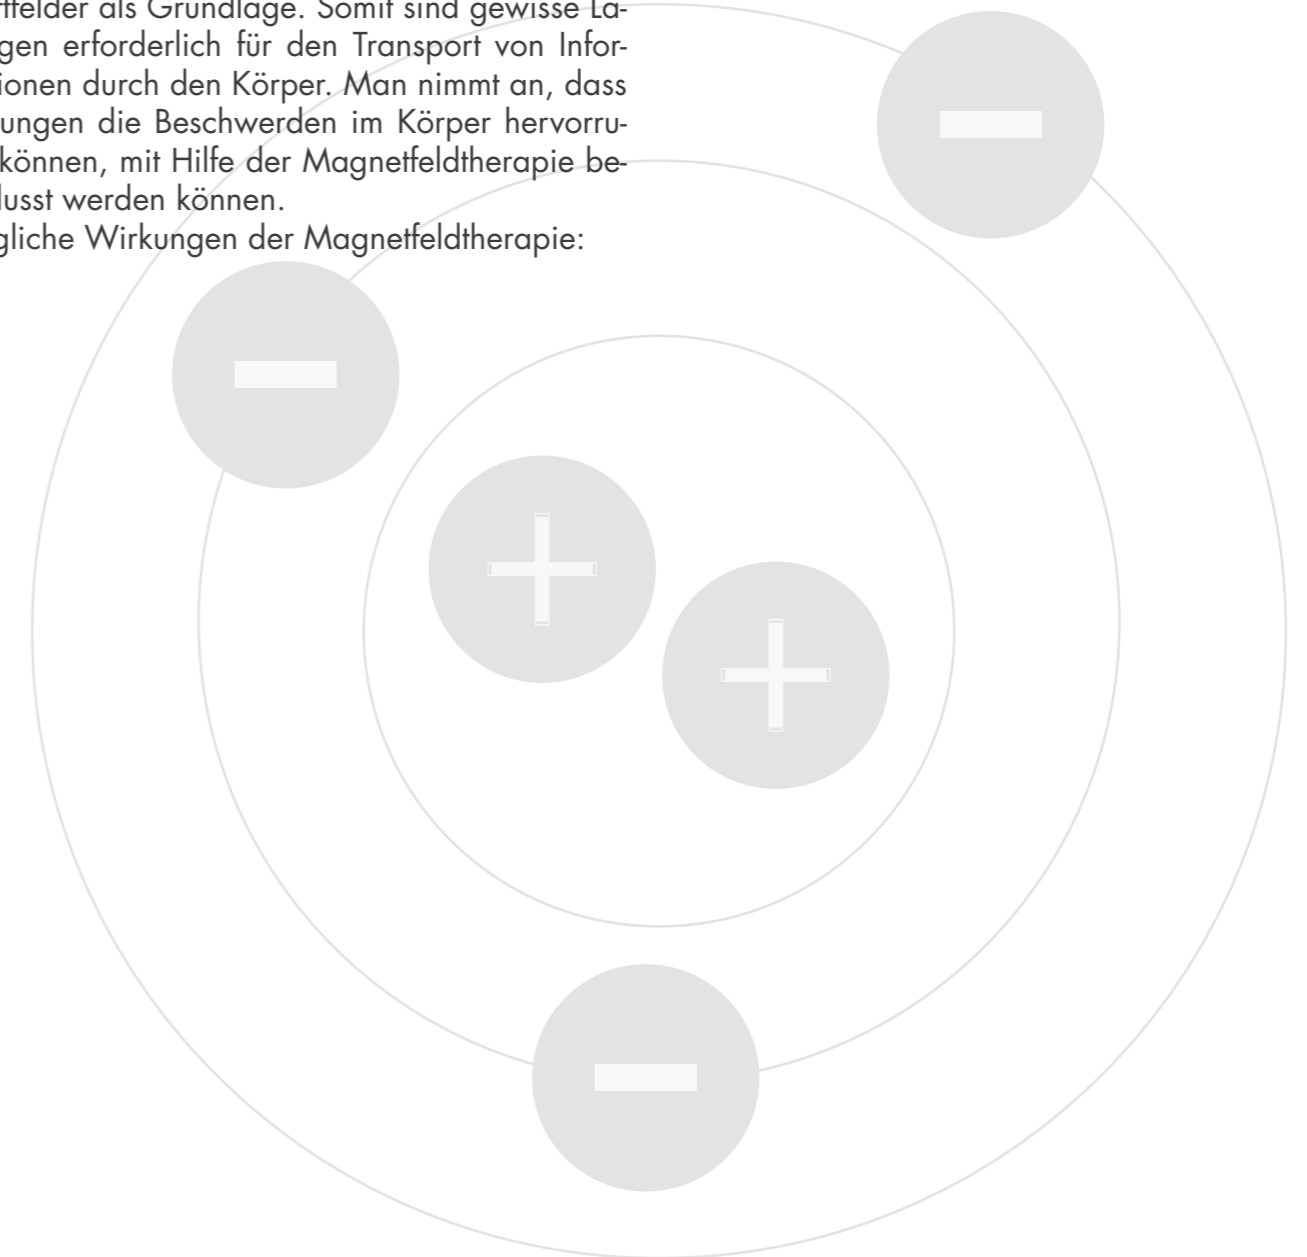 ftfelder als Grundlage. Somit sind gewisse La-
gen erforderlich für den Transport von Infor-
ionen durch den Körper. Man nimmt an, dass
ungen die Beschwerden im Körper hervorru-
können, mit Hilfe der Magnetfeldtherapie be-
lusst werden können.
gliche Wirkungen der Magnetfeldtherapie: